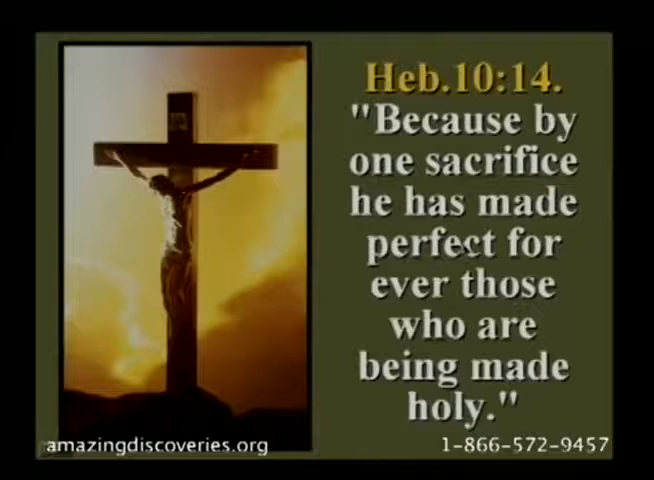 Heb.10:14.
"Because by
one sacrifice
he has made
perfect for
ever those
who are
being made
holy."
amazingdiscoveries.org
1-866-572-9457